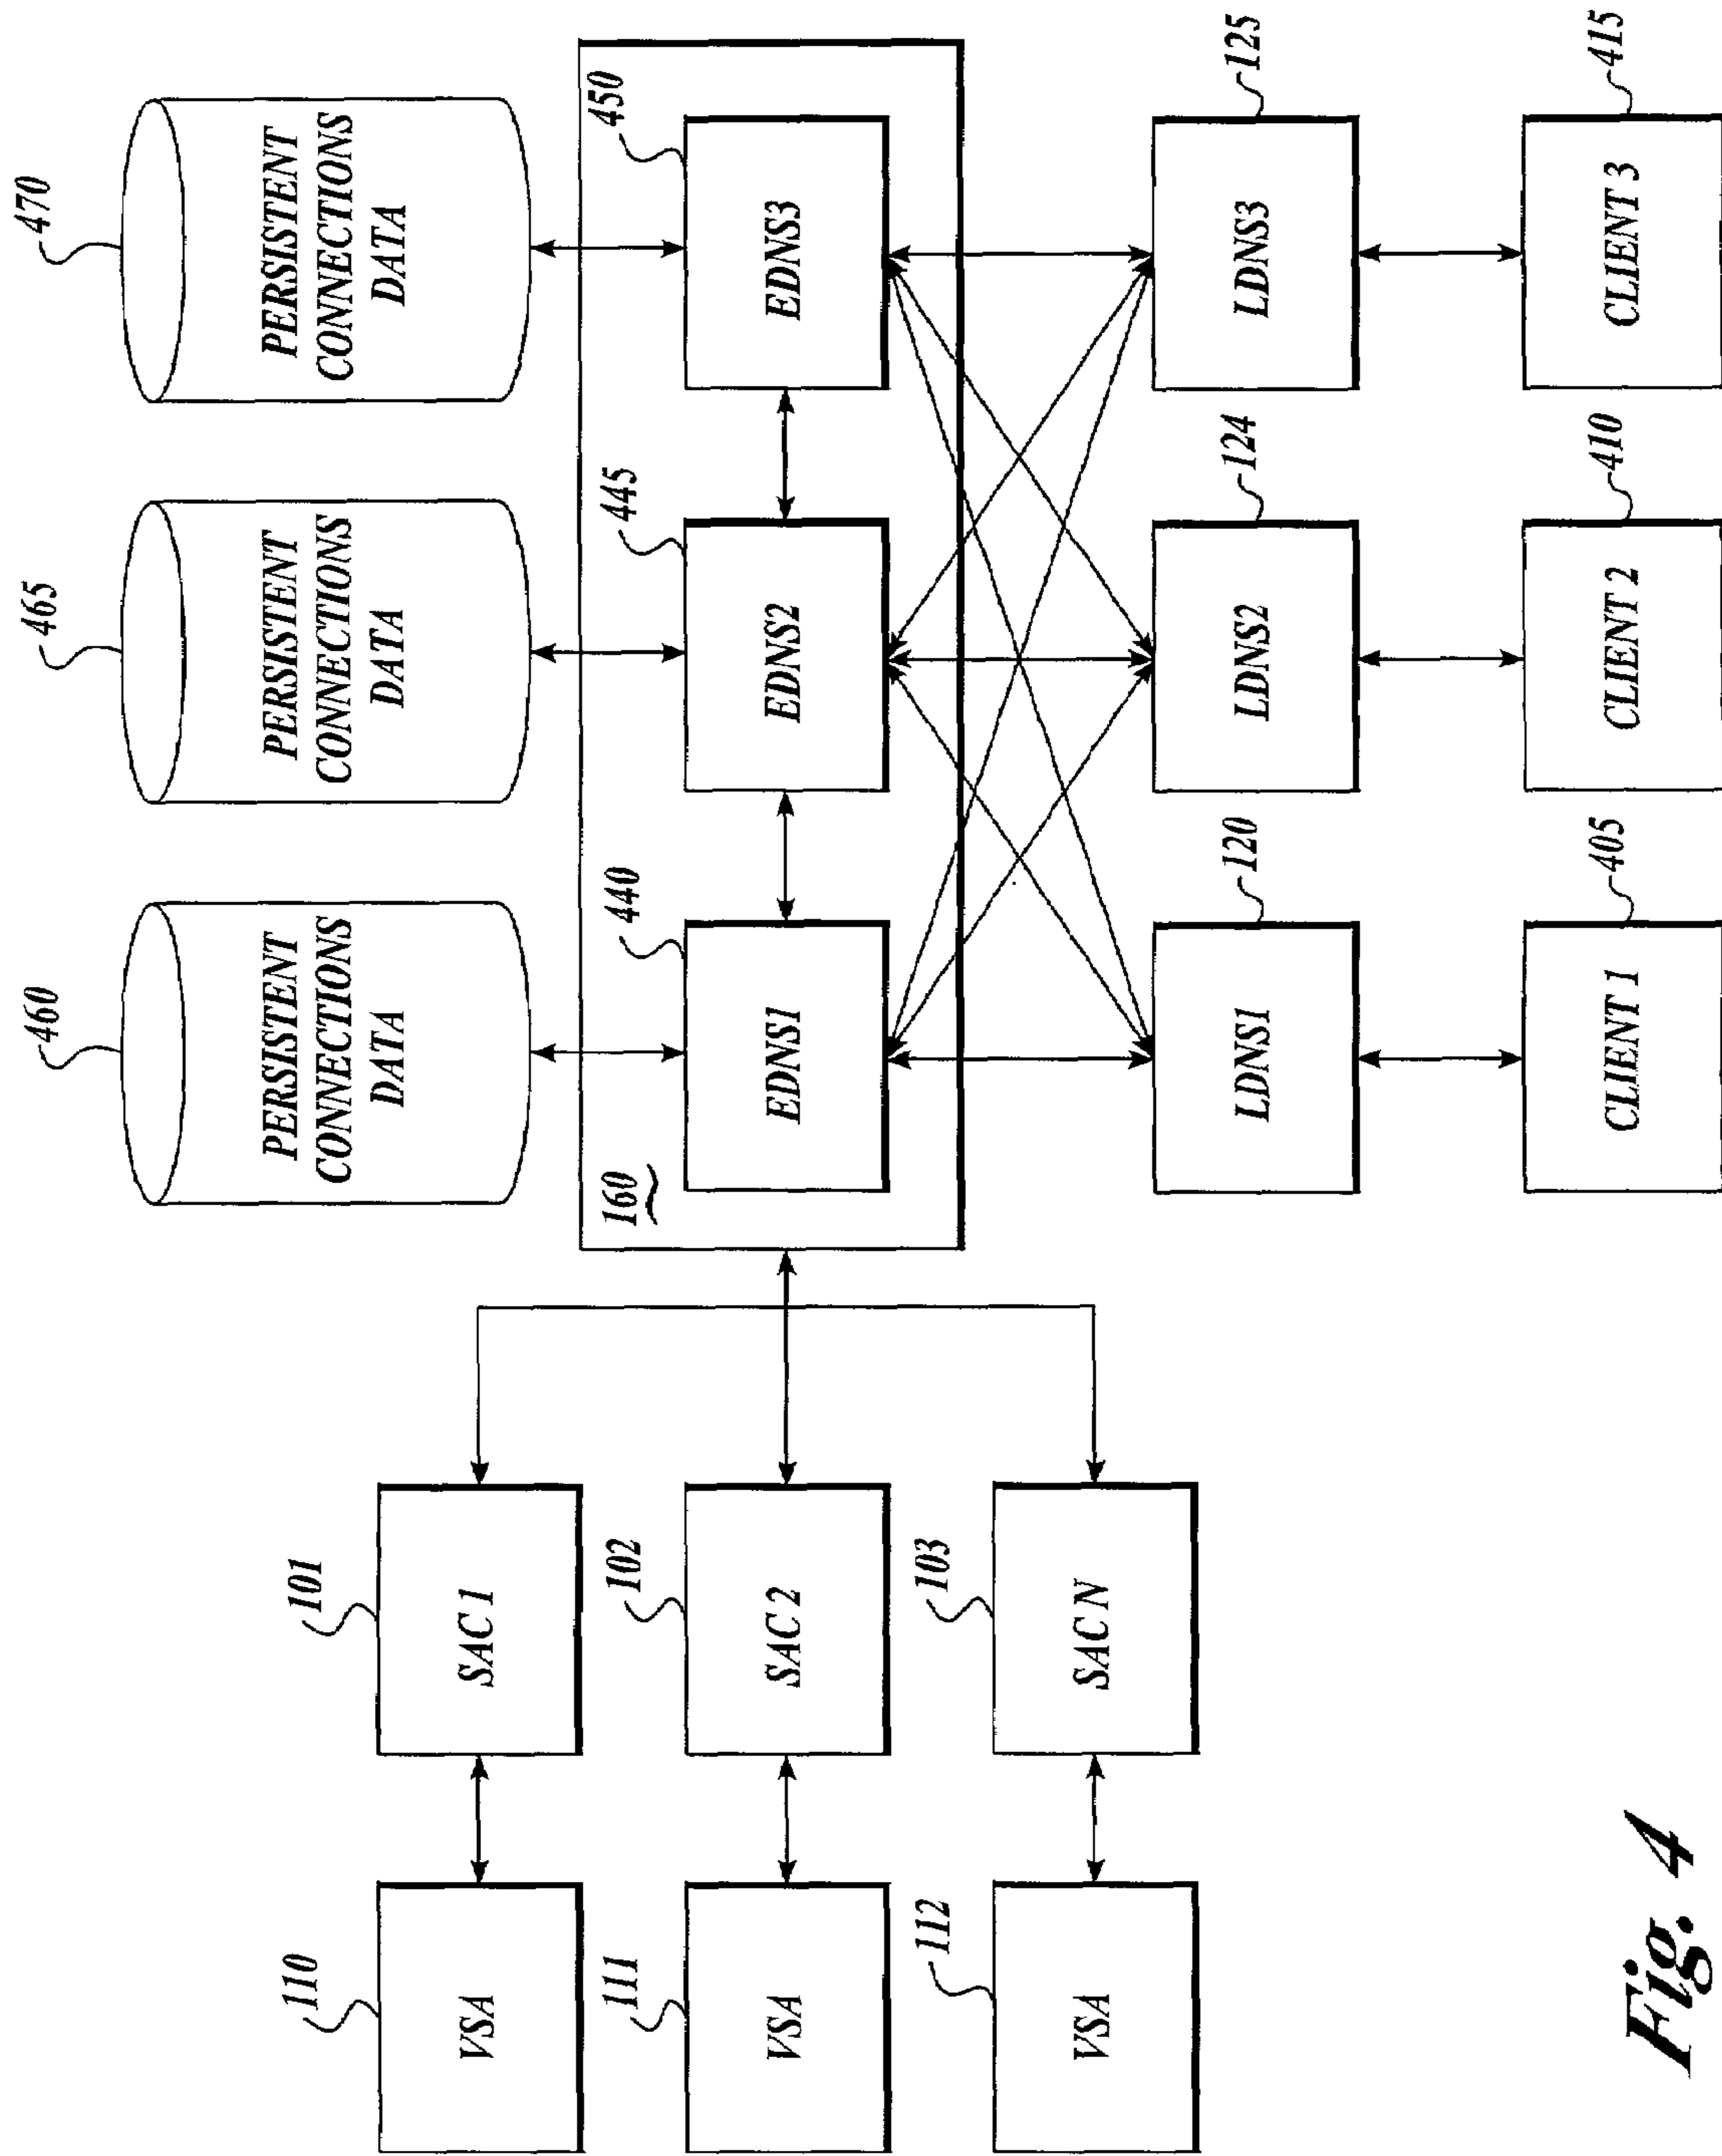 470
PERSISTENT
CONNECTIONS
DATA
465
PERSISTENT
CONNECTIONS
DATA
460
PERSISTENT
CONNECTIONS
DATA
450
EDNS3
445
EDNS2
440
EDNS1
160
125
LDNS3
124
LDNS2
120
LDNS1
415
CLIENT 3
410
CLIENT 2
405
CLIENT 1
101
SAC 1
102
SAC 2
103
SAC N
110
VSA
111
VSA
112
VSA
Fig. 4